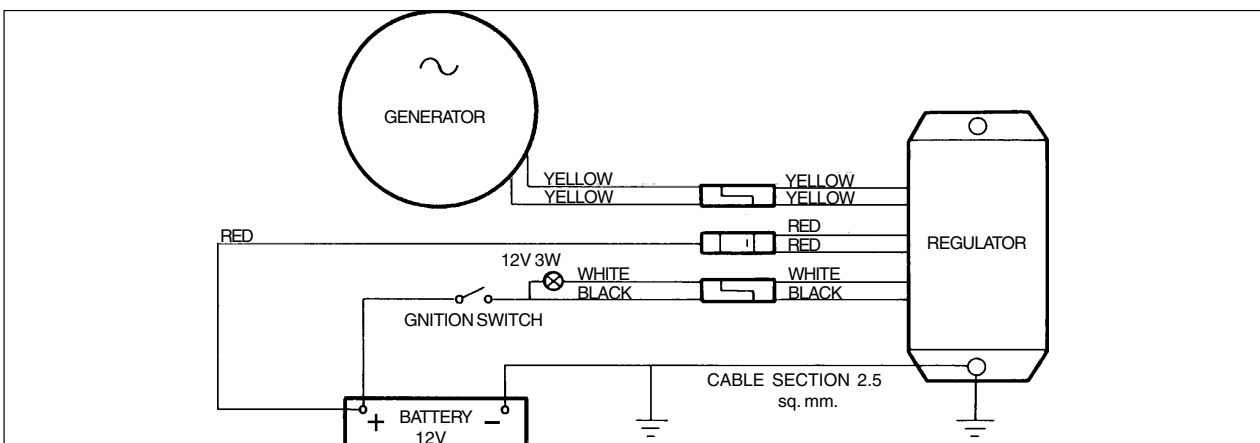 GENERATOR
YELLOW YELLOW
YELLOW YELLOW
RED
RED RED
REGULATOR
12V 3W
WHITE WHITE
BLACK BLACK
GNITION SWITCH
CABLE SECTION 2.5
sq. mm.
+ BATTERY −
12V